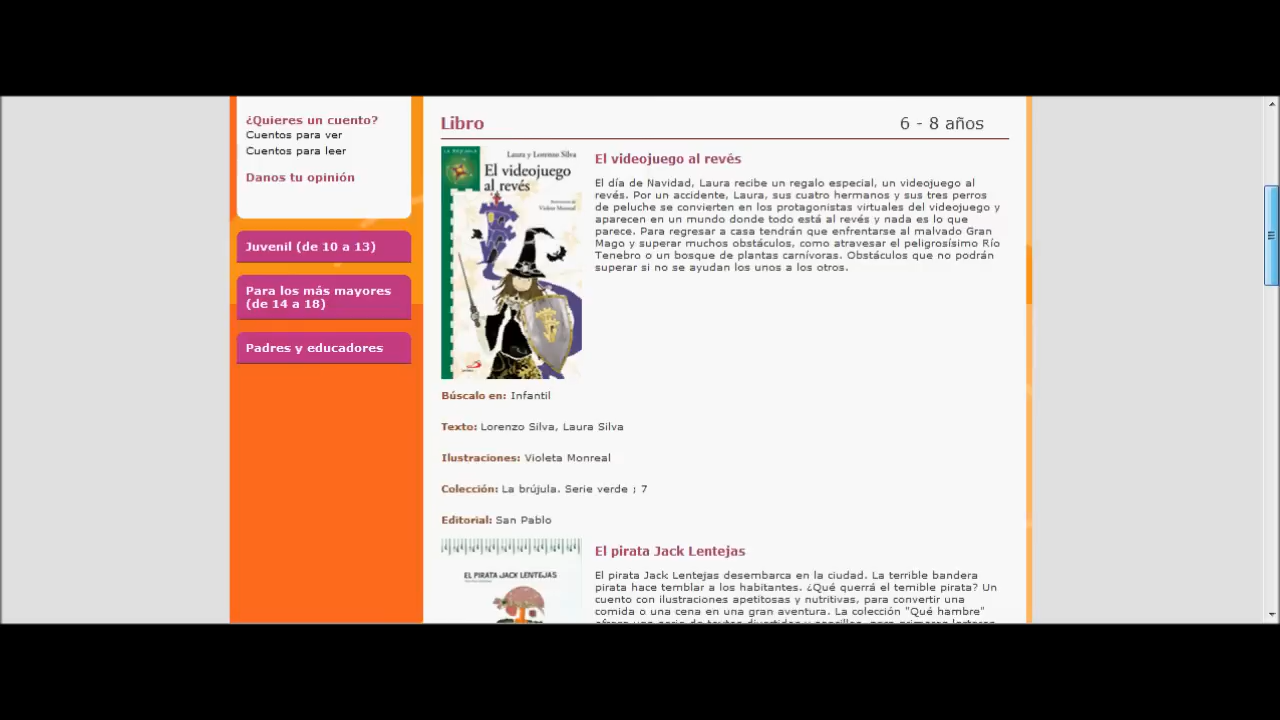 ¿Quieres un cuento?
Cuentos para ver
Cuentos para leer
Danos tu opinión
Juvenil (de 10 a 13)
Para los más mayores
(de 14 a 18)
Padres y educadores
Libro
6 - 8 años
Laura y Lorenzo Silva
El videojuego
al revés
Violeta Monreal
El videojuego al revés
El día de Navidad, Laura recibe un regalo especial, un videojuego al
revés. Por un accidente, Laura, sus cuatro hermanos y sus tres perros
de peluche se convierten en los protagonistas virtuales del videojuego y
aparecen en un mundo donde todo está al revés y nada es lo que
parece. Para regresar a casa tendrán que enfrentarse al malvado Gran
Mago y superar muchos obstáculos, como atravesar el peligrosísimo Río
Tenebro o un bosque de plantas carnívoras. Obstáculos que no podrán
superar si no se ayudan los unos a los otros.
Búscalo en: Infantil
Texto: Lorenzo Silva, Laura Silva
Ilustraciones: Violeta Monreal
Colección: La brújula. Serie verde ; 7
Editorial: San Pablo
EL PIRATA JACK LENTEJAS
El pirata Jack Lentejas
El pirata Jack Lentejas desembarca en la ciudad. La terrible bandera
pirata hace temblar a los habitantes. ¿Qué querrá el temible pirata? Un
cuento con ilustraciones apetitosas y nutritivas, para convertir una
comida o una cena en una gran aventura. La colección "Qué hambre"